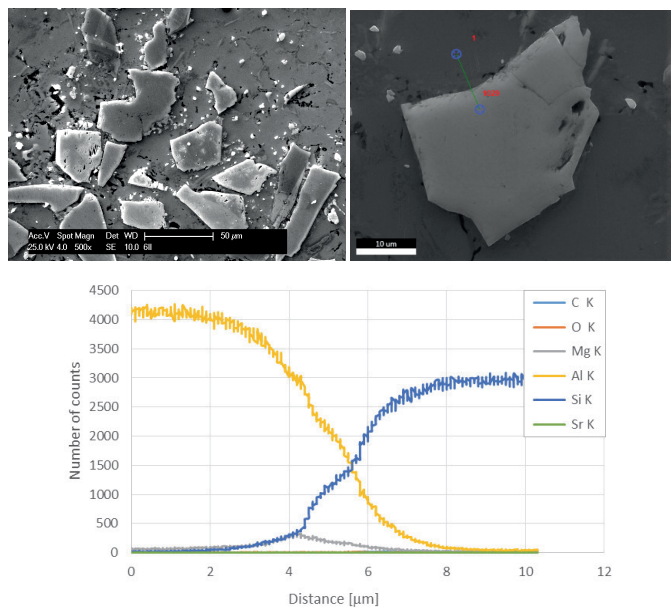 Acc.V Spot Magn Det WD 50 µm
25.0 kV 4.0 500x SE 10.0 6II
1
10 um
4500
4000
3500
3000
2500
2000
1500
1000
500
0
Number of counts
C K
O K
Mg K
Al K
Si K
Sr K
0 2 4 6 8 10 12
Distance [µm]